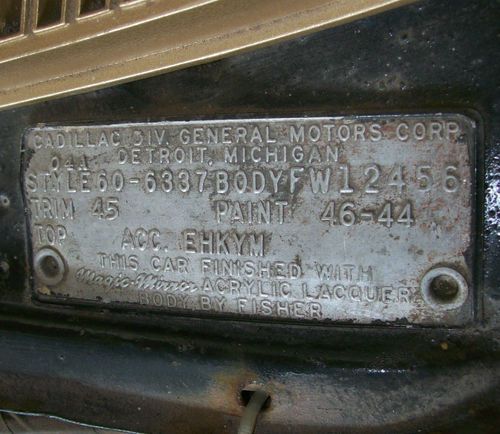 CADILLAC DIV. GENERAL MOTORS CORP.
04A DETROIT, MICHIGAN
STYLE 60-6337 BODY FW 12456
TRIM 45 PAINT 46-44
TOP ACC. EHKYM
THIS CAR FINISHED WITH
Magic-Mirror ACRYLIC LACQUER
BODY BY FISHER